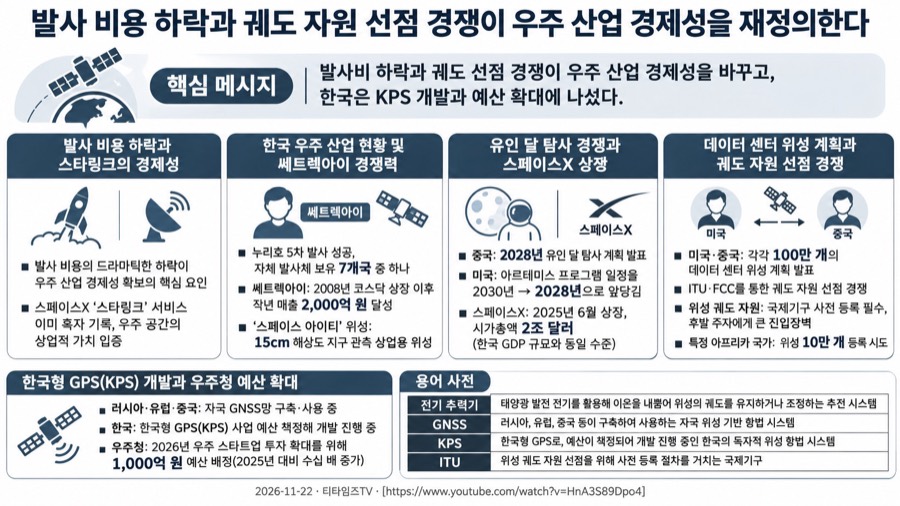 발사 비용 하락과 궤도 자원 선점 경쟁이 우주 산업 경제성을 재정의한다
핵심 메시지
발사비 하락과 궤도 선점 경쟁이 우주 산업 경제성을 바꾸고,
한국은 KPS 개발과 예산 확대에 나섰다.
발사 비용 하락과
스타링크의 경제성
■ 발사 비용의 드라마틱한 하락이
우주 산업 경제성 확보의 핵심 요인
■ 스페이스X ‘스타링크’ 서비스
이미 흑자 기록, 우주 공간의
상업적 가치 입증
한국 우주 산업 현황 및
쎄트렉아이 경쟁력
쎄트렉아이
■ 누리호 5차 발사 성공,
자체 발사체 보유 7개국 중 하나
■ 쎄트렉아이: 2008년 코스닥 상장 이후
작년 매출 2,000억 원 달성
■ ‘스페이스 아이티’ 위성:
15cm 해상도 지구 관측 상업용 위성
유인 달 탐사 경쟁과
스페이스X 상장
스페이스X
■ 중국: 2028년 유인 달 탐사 계획 발표
■ 미국: 아르테미스 프로그램 일정을
2030년 → 2028년으로 앞당김
■ 스페이스X: 2025년 6월 상장,
시가총액 2조 달러
(한국 GDP 규모와 동일 수준)
데이터 센터 위성 계획과
궤도 자원 선점 경쟁
미국
중국
■ 미국·중국: 각각 100만 개의
데이터 센터 위성 계획 발표
■ ITU·FCC를 통한 궤도 자원 선점 경쟁
■ 위성 궤도 자원: 국제기구 사전 등록 필수,
후발 주자에게 큰 진입장벽
■ 특정 아프리카 국가: 위성 10만 개 등록 시도
한국형 GPS(KPS) 개발과 우주청 예산 확대
■ 러시아·유럽·중국: 자국 GNSS망 구축·사용 중
■ 한국: 한국형 GPS(KPS) 사업 예산 책정해 개발 진행 중
■ 우주청: 2026년 우주 스타트업 투자 확대를 위해
1,000억 원 예산 배정(2025년 대비 수십 배 증가)
용어 사전
전기 추력기 태양광 발전 전기를 활용해 이온을 내뿜어 위성의 궤도를 유지하거나 조정하는 추전 시스템
GNSS 러시아, 유럽, 중국 등이 구축하여 사용하는 자국 위성 기반 항법 시스템
KPS 한국형 GPS로, 예산이 책정되어 개발 진행 중인 한국의 독자적 위성 항법 시스템
ITU 위성 궤도 자원 선점을 위해 사전 등록 절차를 거치는 국제기구
2026-11-22 · 티타임즈TV · [https://www.youtube.com/watch?v=HnA3S89Dpo4]